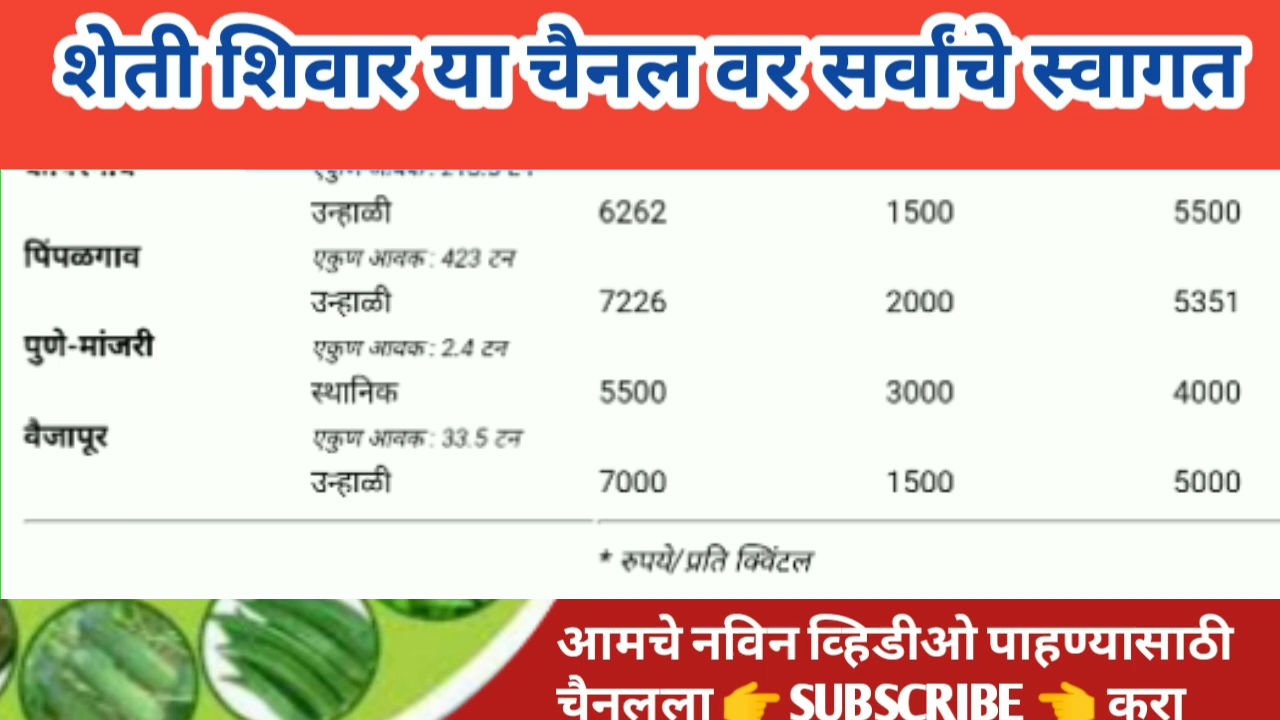 शेती शिवार या चैनल वर सर्वांचे स्वागत
उन्हाळी 6262 1500 5500
पिंपळगाव एकुण आवक : 423 टन
उन्हाळी 7226 2000 5351
पुणे-मांजरी एकुण आवक : 2.4 टन
स्थानिक 5500 3000 4000
वैजापूर एकुण आवक : 33.5 टन
उन्हाळी 7000 1500 5000
* रुपये/प्रति क्विंटल
आमचे नविन व्हिडीओ पाहण्यासाठी
चैनलला 👉 SUBSCRIBE 👈 करा